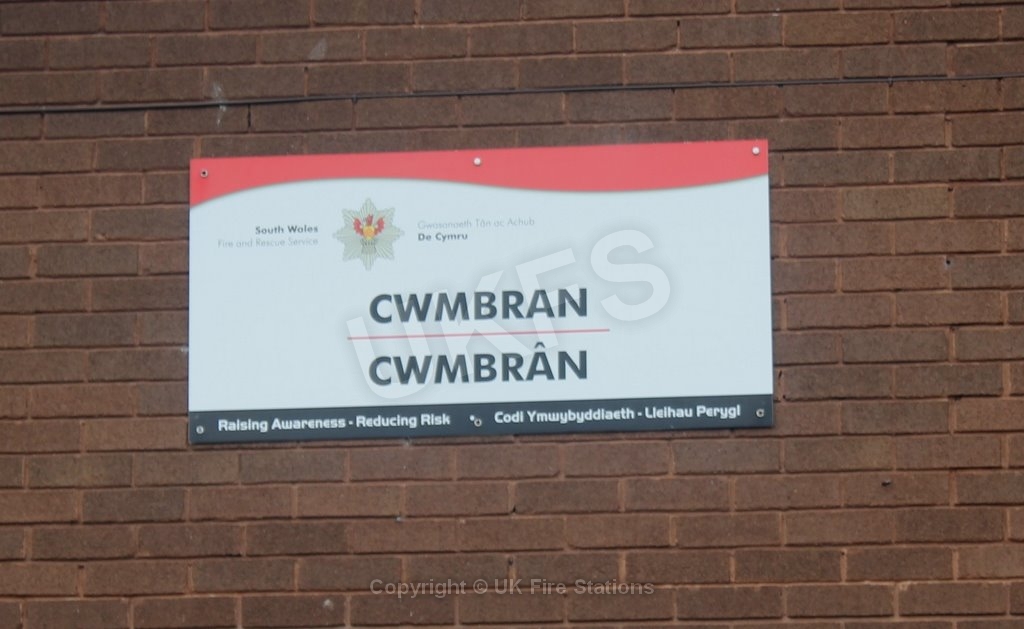 South Wales
Fire and Rescue Service
Gwasanaeth Tân ac Achub
De Cymru
CWMBRAN
CWMBRÂN
Raising Awareness - Reducing Risk • Codi Ymwybyddiaeth - Lleihau Perygl
UKFS
Copyright © UK Fire Stations